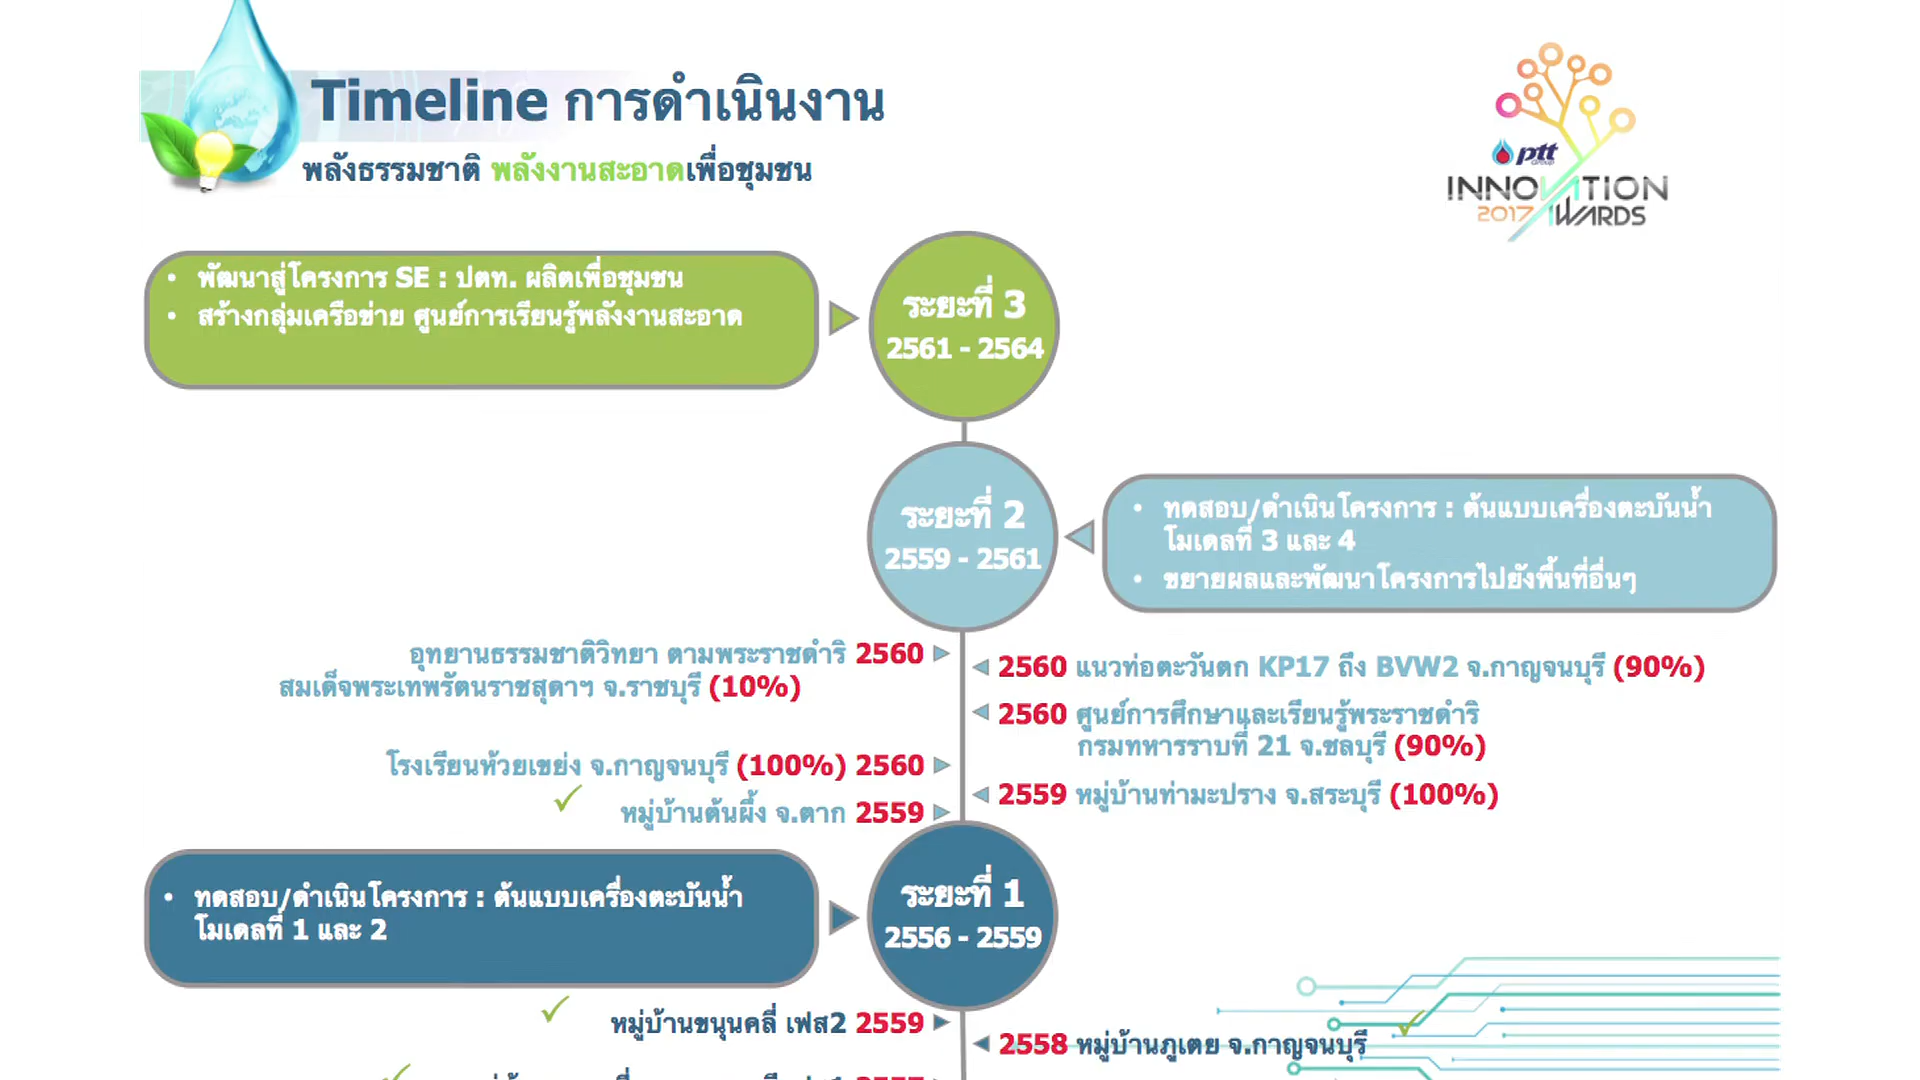 Timeline การดำเนินงาน
พลังธรรมชาติ พลังงานสะอาดเพื่อชุมชน
ptt
GROUP
INNOVATION
2017 AWARDS
• พัฒนาสู่โครงการ SE : ปตท. ผลิตเพื่อชุมชน
• สร้างกลุ่มเครือข่าย ศูนย์การเรียนรู้พลังงานสะอาด
ระยะที่ 3
2561 - 2564
ระยะที่ 2
2559 - 2561
• ทดสอบ/ดำเนินโครงการ : ต้นแบบเครื่องตะบันน้ำ
โมเดลที่ 3 และ 4
• ขยายผลและพัฒนาโครงการไปยังพื้นที่อื่นๆ
อุทยานธรรมชาติวิทยา ตามพระราชดำริ 2560
สมเด็จพระเทพรัตนราชสุดาฯ จ.ราชบุรี (10%)
2560 แนวท่อตะวันตก KP17 ถึง BVW2 จ.กาญจนบุรี (90%)
2560 ศูนย์การศึกษาและเรียนรู้พระราชดำริ
กรมทหารราบที่ 21 จ.ชลบุรี (90%)
โรงเรียนห้วยเขย่ง จ.กาญจนบุรี (100%) 2560
2559 หมู่บ้านท่ามะปราง จ.สระบุรี (100%)
หมู่บ้านต้นผึ้ง จ.ตาก 2559
• ทดสอบ/ดำเนินโครงการ : ต้นแบบเครื่องตะบันน้ำ
โมเดลที่ 1 และ 2
ระยะที่ 1
2556 - 2559
หมู่บ้านขนุนคลี่ เฟส2 2559
2558 หมู่บ้านภูเตย จ.กาญจนบุรี